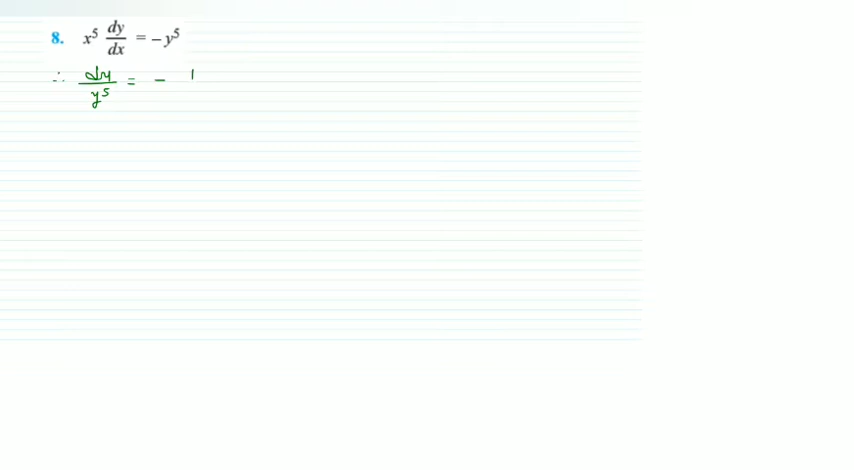 8. x⁵ dy/dx = −y⁵
∴ dy/y⁵ = − 1